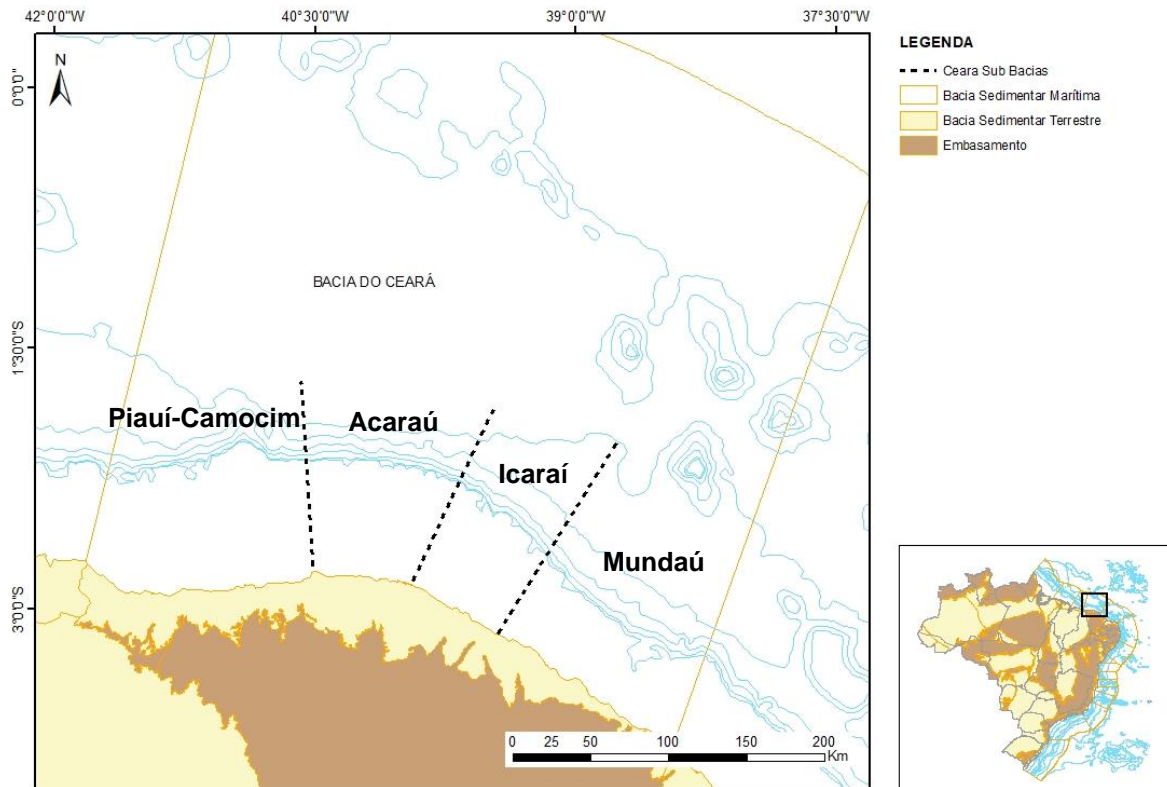 42°0'0"W
40°30'0"W
39°0'0"W
37°30'0"W
0°0'0"
1°30'0"S
3°0'0"S
N
BACIA DO CEARÁ
Piauí-Camocim
Acaraú
Icaraí
Mundaú
0 25 50 100 150 200
Km
LEGENDA
Ceara Sub Bacias
Bacia Sedimentar Marítima
Bacia Sedimentar Terrestre
Embasamento